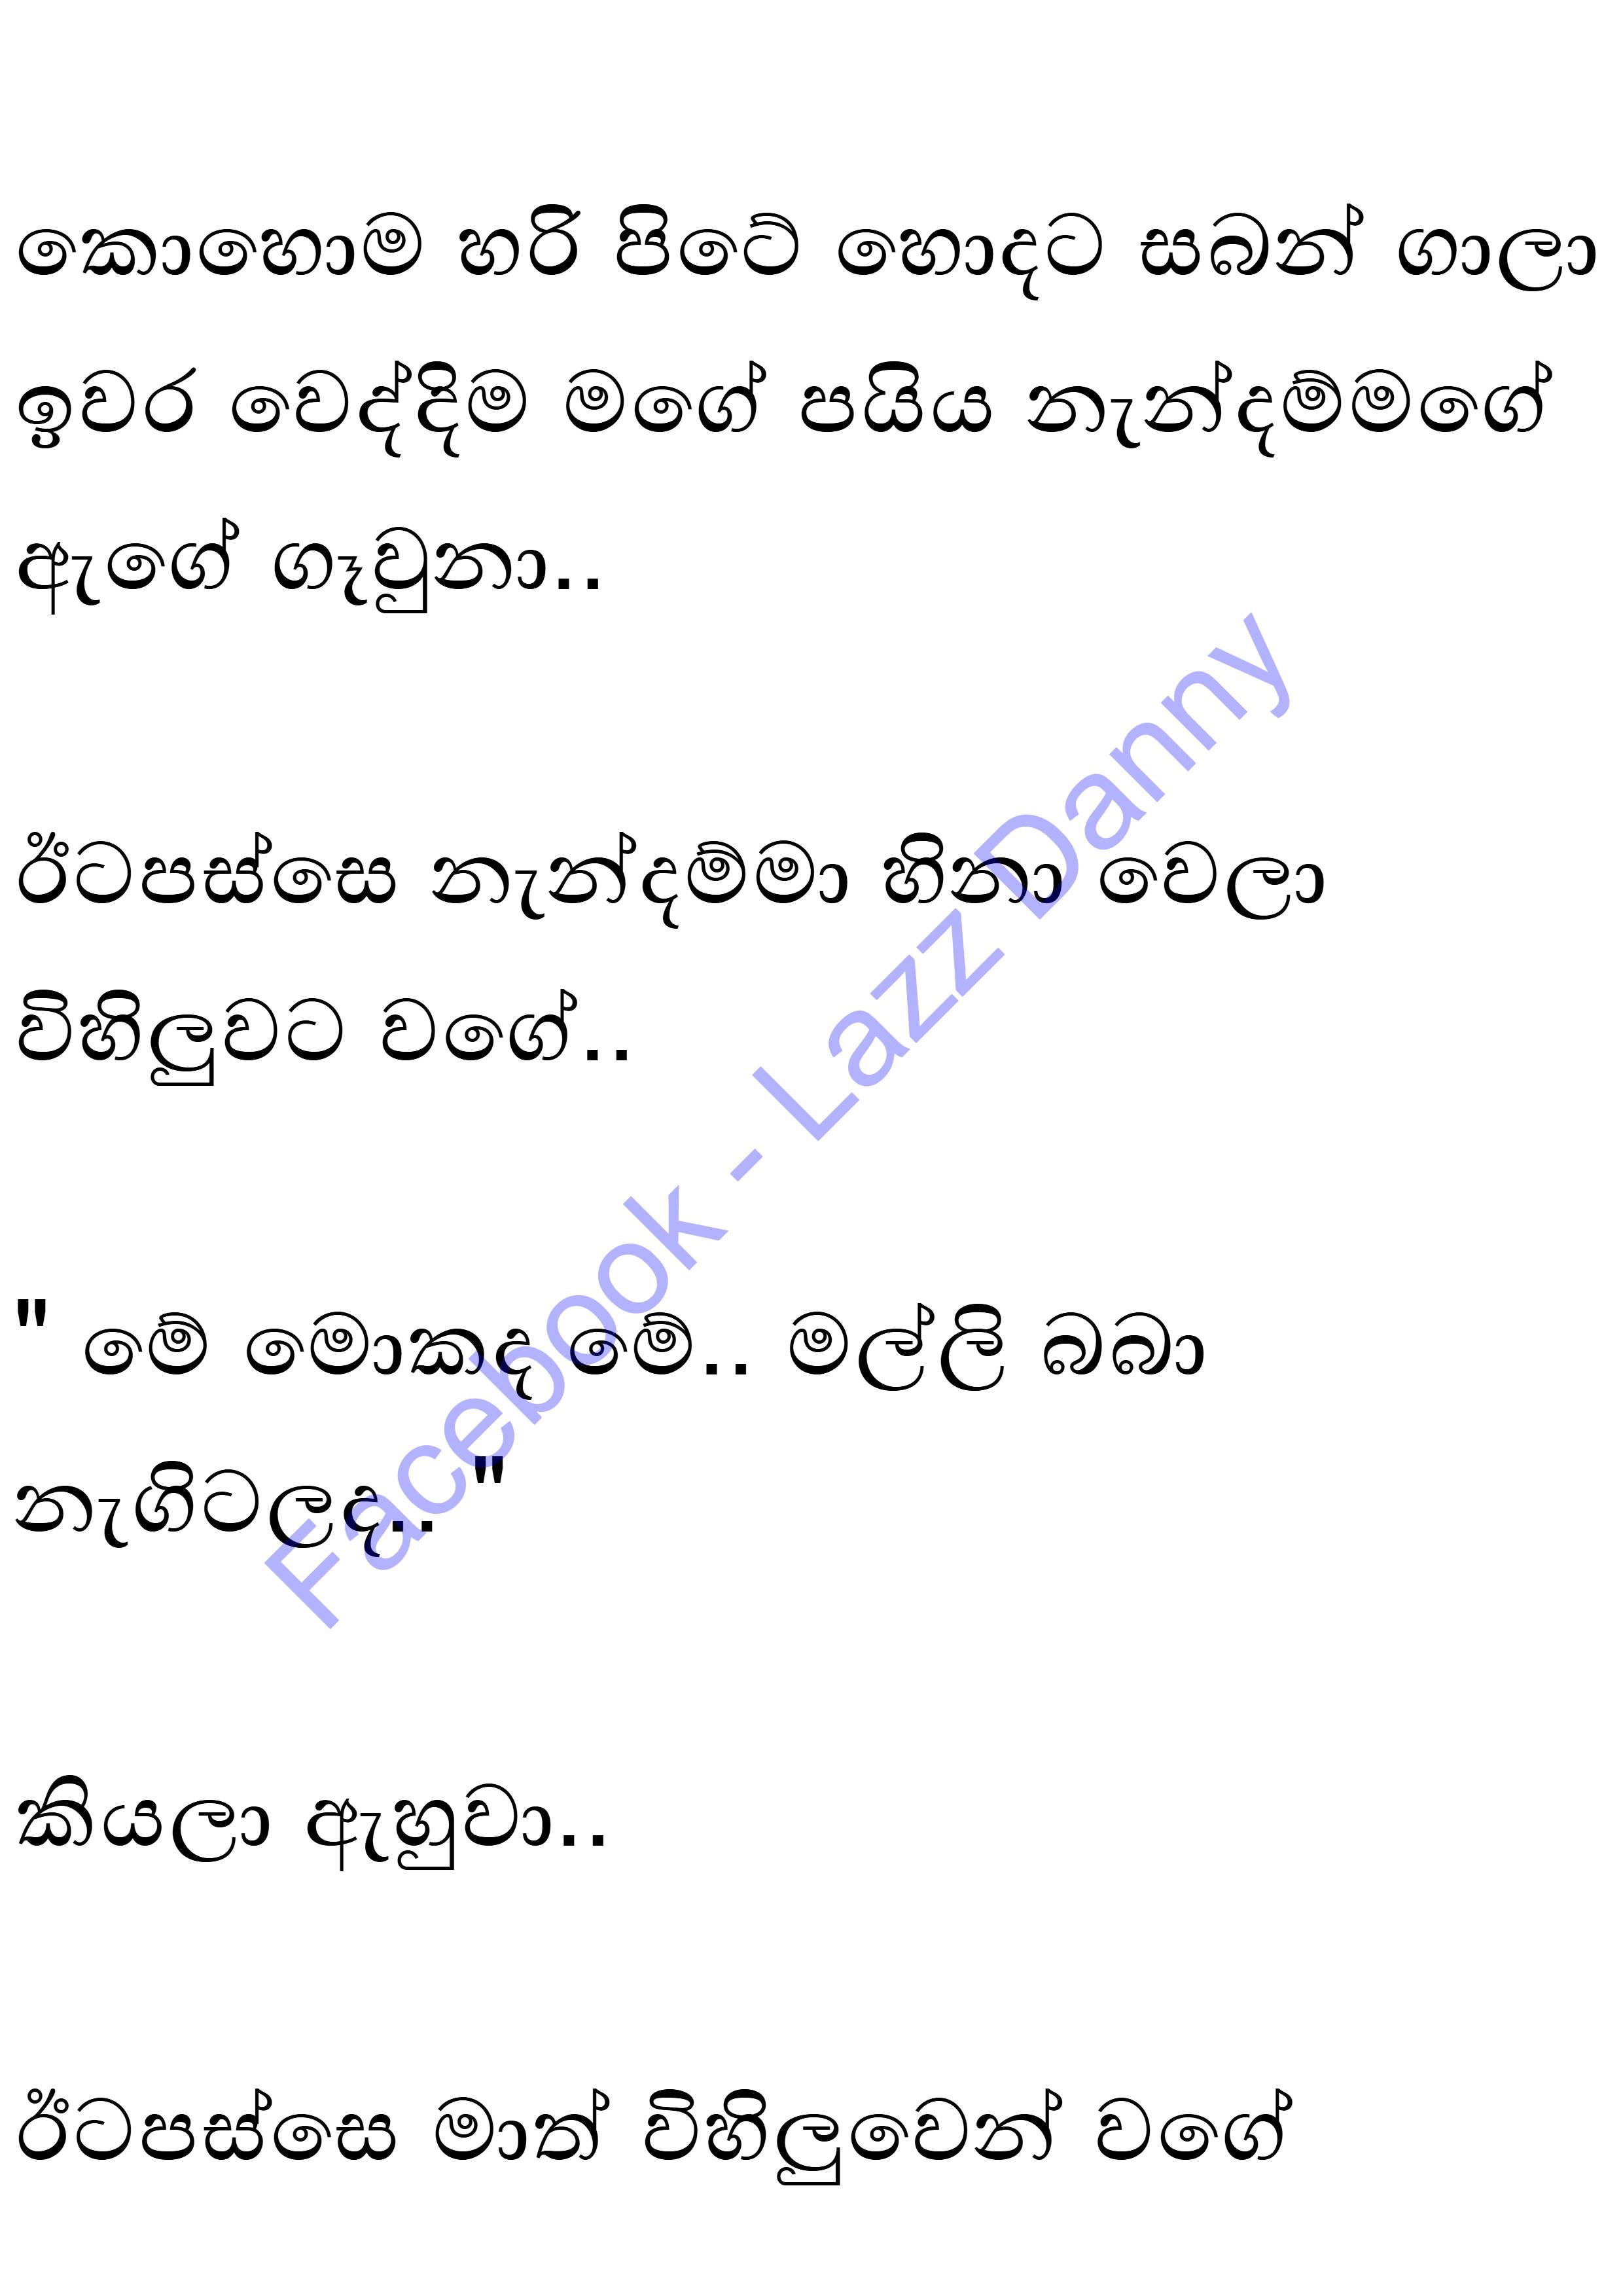 කොහොම හරි පිටේ හොදට සබන් ගාලා
ඉවර වෙද්දිම මගේ පයිය නැන්දම්මගේ
ඇගේ ගෑවුනා..
ඊටපස්සෙ නැන්දම්මා හිනා වෙලා
විහිලුවට වගේ..
" මේ මොකද මේ.. මල්ලි බබා
නැගිටලද.. "
කියලා ඇහුවා..
ඊටපස්සෙ මාත් විහිලුවෙන් වගේ
Facebook - Lazz Danny